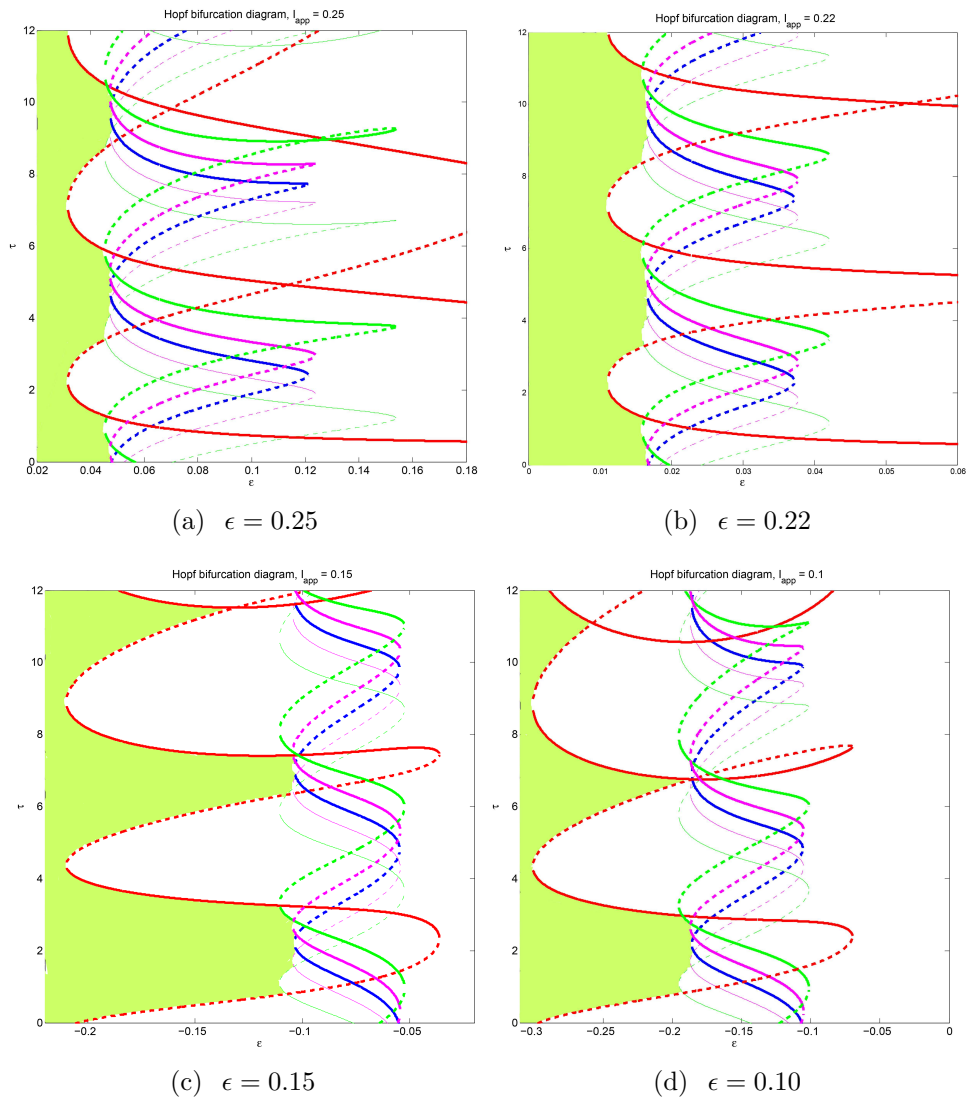 Hopf bifurcation diagram, I_app = 0.25
12
10
8
6
4
2
0
τ
0.02 0.04 0.06 0.08 0.1 0.12 0.14 0.16 0.18
ε
(a) ϵ = 0.25
Hopf bifurcation diagram, I_app = 0.22
12
10
8
6
4
2
0
τ
0 0.01 0.02 0.03 0.04 0.05 0.06
ε
(b) ϵ = 0.22
Hopf bifurcation diagram, I_app = 0.15
12
10
8
6
4
2
0
τ
−0.2 −0.15 −0.1 −0.05
ε
(c) ϵ = 0.15
Hopf bifurcation diagram, I_app = 0.1
12
10
8
6
4
2
0
τ
−0.3 −0.25 −0.2 −0.15 −0.1 −0.05 0
ε
(d) ϵ = 0.10